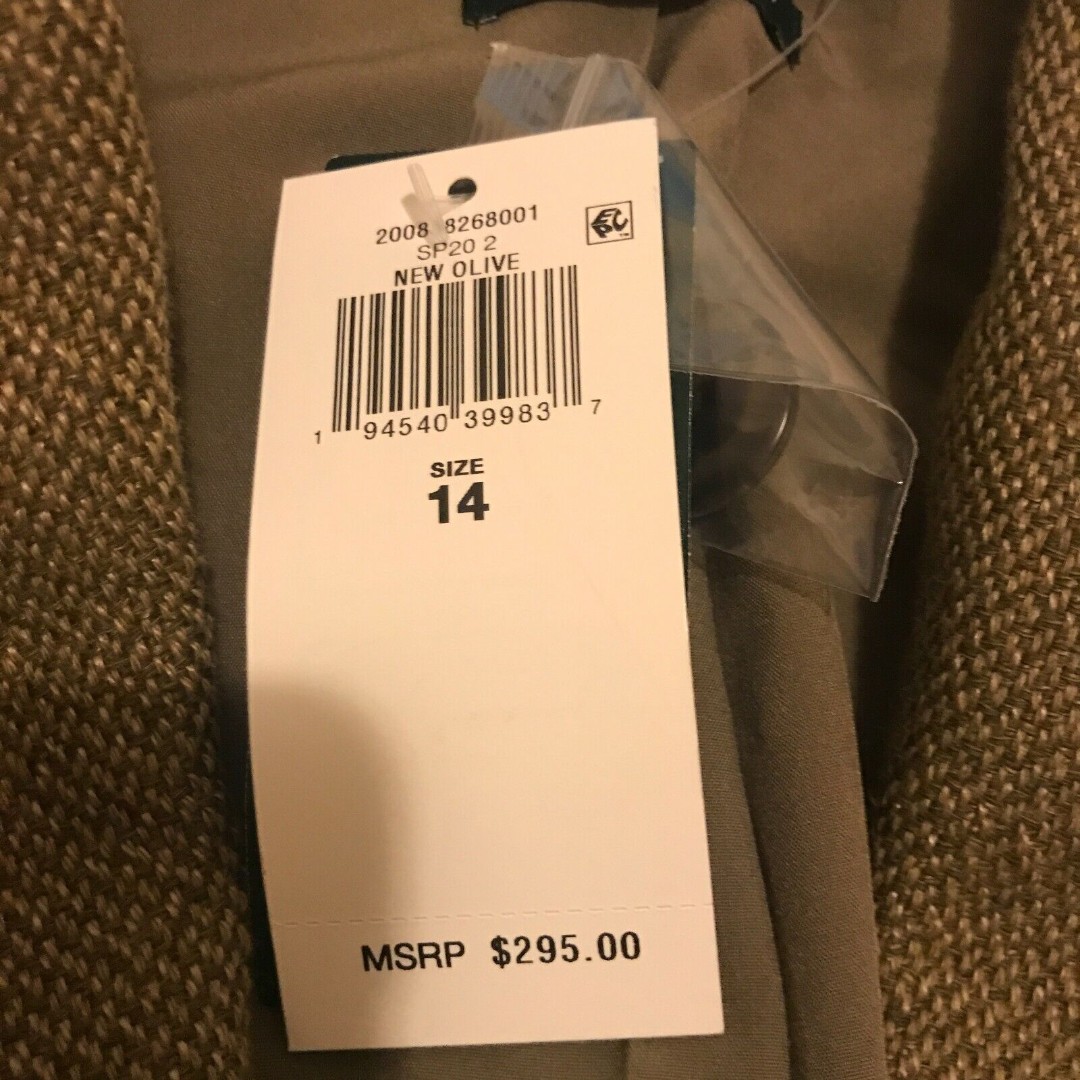 2008 8268001
SP20 2
NEW OLIVE
1 94540 39983 7
SIZE
14
MSRP $295.00